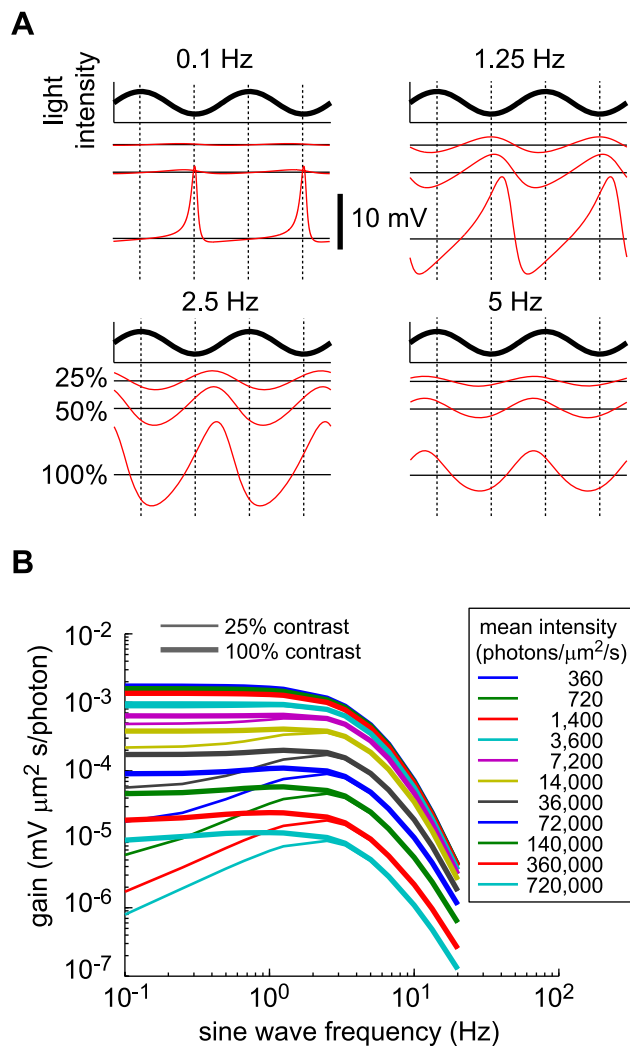 A
0.1 Hz
1.25 Hz
light
intensity
10 mV
2.5 Hz
5 Hz
25%
50%
100%
B
10⁻²
10⁻³
10⁻⁴
10⁻⁵
10⁻⁶
10⁻⁷
gain (mV μm² s/photon)
25% contrast
100% contrast
mean intensity
(photons/μm²/s)
360
720
1,400
3,600
7,200
14,000
36,000
72,000
140,000
360,000
720,000
10⁻¹
10⁰
10¹
10²
sine wave frequency (Hz)